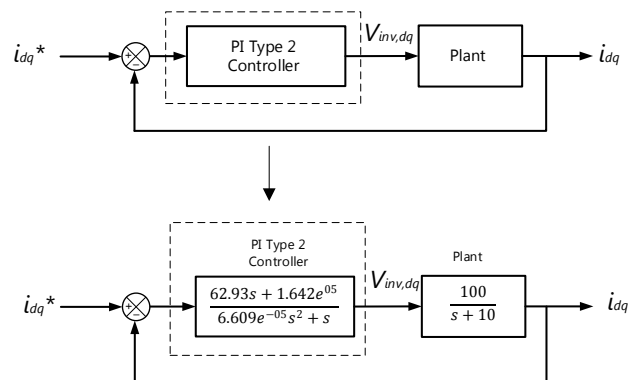 i_dq* + − PI Type 2 Controller V_inv,dq Plant i_dq
PI Type 2
Controller
Plant
i_dq* + − (62.93s + 1.642e^05)/(6.609e^−05 s^2 + s) V_inv,dq 100/(s + 10) i_dq